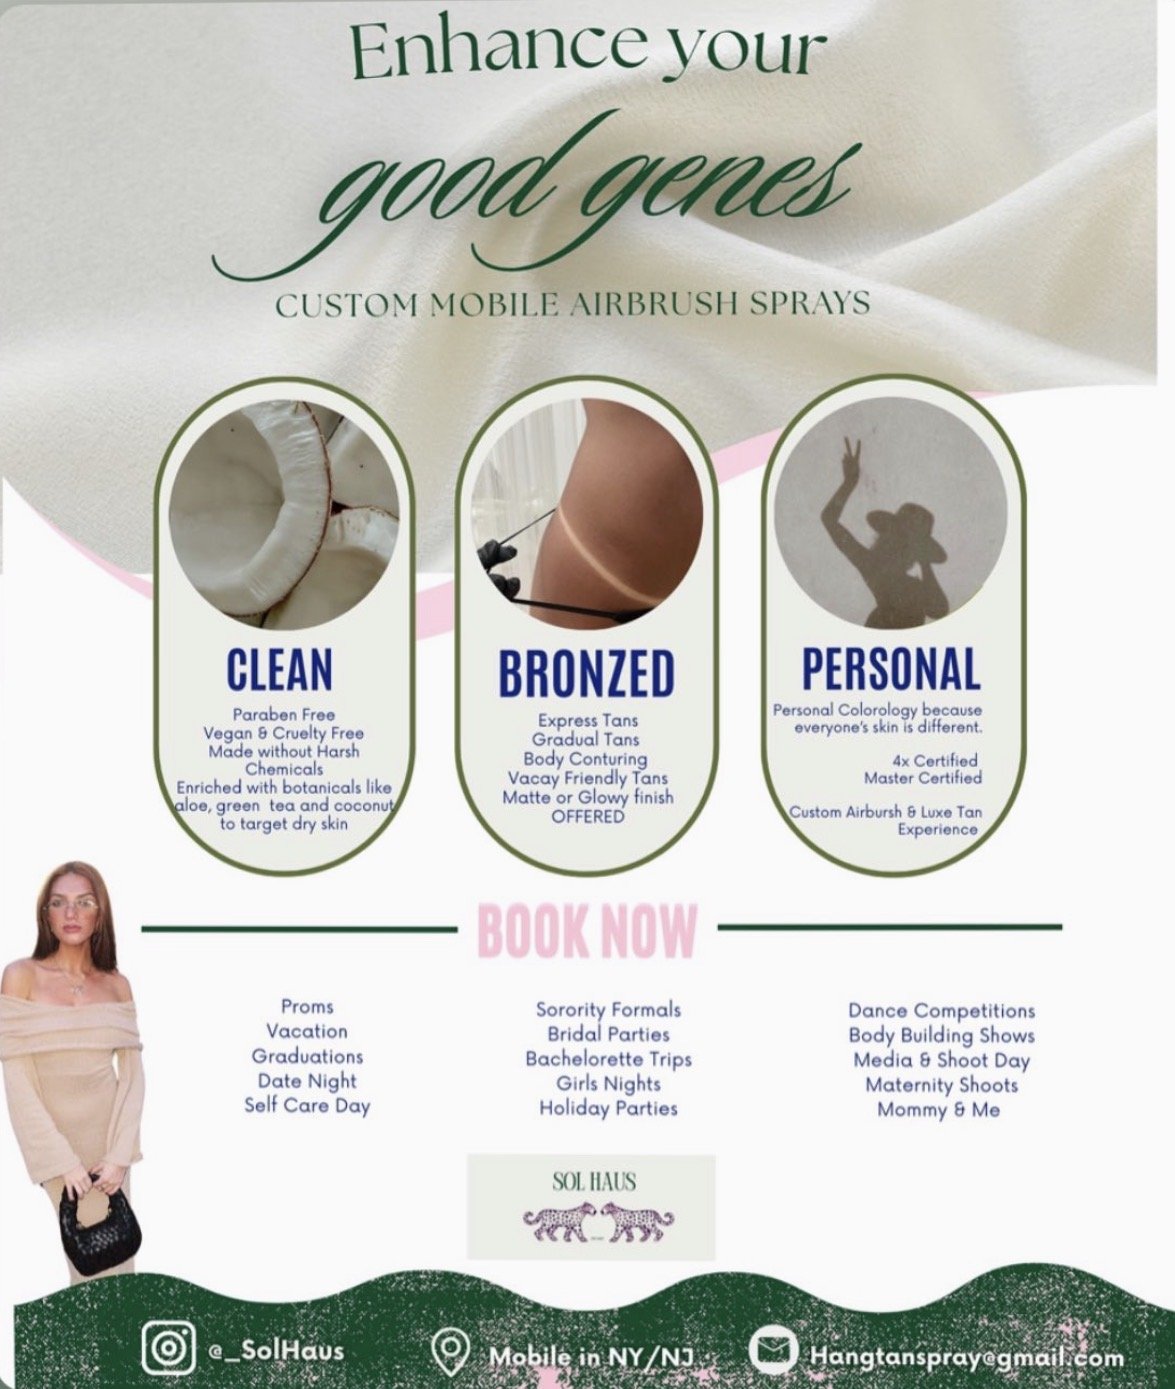 Enhance your
good genes
CUSTOM MOBILE AIRBRUSH SPRAYS
CLEAN
Paraben Free
Vegan & Cruelty Free
Made without Harsh
Chemicals
Enriched with botanicals like
aloe, green tea and coconut
to target dry skin
BRONZED
Express Tans
Gradual Tans
Body Conturing
Vacay Friendly Tans
Matte or Glowy finish
OFFERED
PERSONAL
Personal Colorology because
everyone's skin is different.
4x Certified
Master Certified
Custom Airbursh & Luxe Tan
Experience
BOOK NOW
Proms
Vacation
Graduations
Date Night
Self Care Day
Sorority Formals
Bridal Parties
Bachelorette Trips
Girls Nights
Holiday Parties
Dance Competitions
Body Building Shows
Media & Shoot Day
Maternity Shoots
Mommy & Me
SOL HAUS
@_SolHaus
Mobile in NY/NJ
Hangtanspray@gmail.com